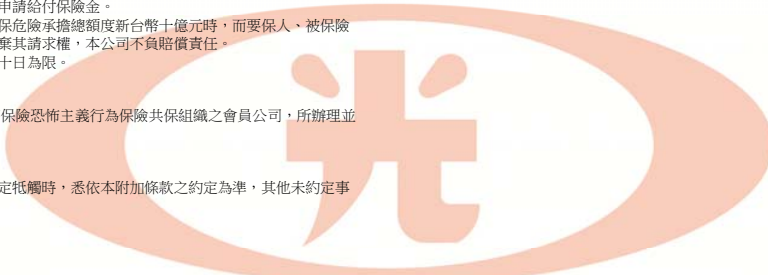 申請給付保險金。
保危險承擔總額度新台幣十億元時，而要保人、被保險
棄其請求權，本公司不負賠償責任。
十日為限。
保險恐怖主義行為保險共保組織之會員公司，所辦理並
定牴觸時，悉依本附加條款之約定為準，其他未約定事
光